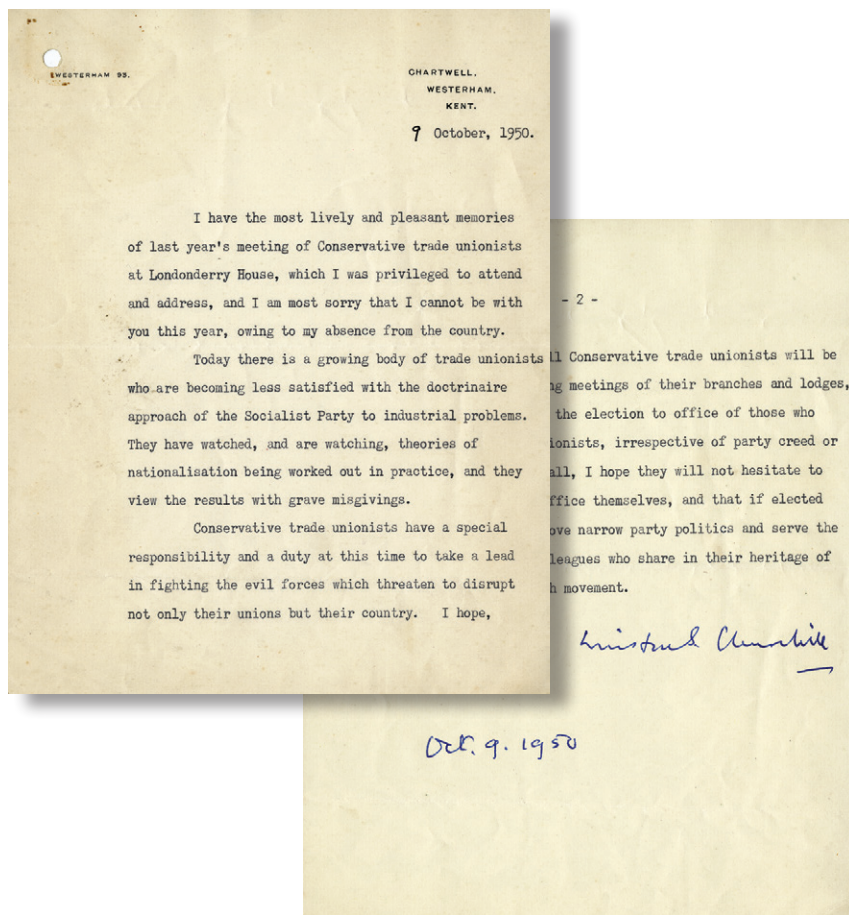 WESTERHAM 93.
CHARTWELL,
WESTERHAM,
KENT.
9 October, 1950.
I have the most lively and pleasant memories
of last year's meeting of Conservative trade unionists
at Londonderry House, which I was privileged to attend
and address, and I am most sorry that I cannot be with
you this year, owing to my absence from the country.
Today there is a growing body of trade unionists
who are becoming less satisfied with the doctrinaire
approach of the Socialist Party to industrial problems.
They have watched, and are watching, theories of
nationalisation being worked out in practice, and they
view the results with grave misgivings.
Conservative trade unionists have a special
responsibility and a duty at this time to take a lead
in fighting the evil forces which threaten to disrupt
not only their unions but their country. I hope,
- 2 -
Conservative trade unionists will be
meetings of their branches and lodges,
the election to office of those who
irrespective of party creed or
I hope they will not hesitate to
themselves, and that if elected
narrow party politics and serve the
who share in their heritage of
movement.
Winston S. Churchill
Oct. 9. 1950